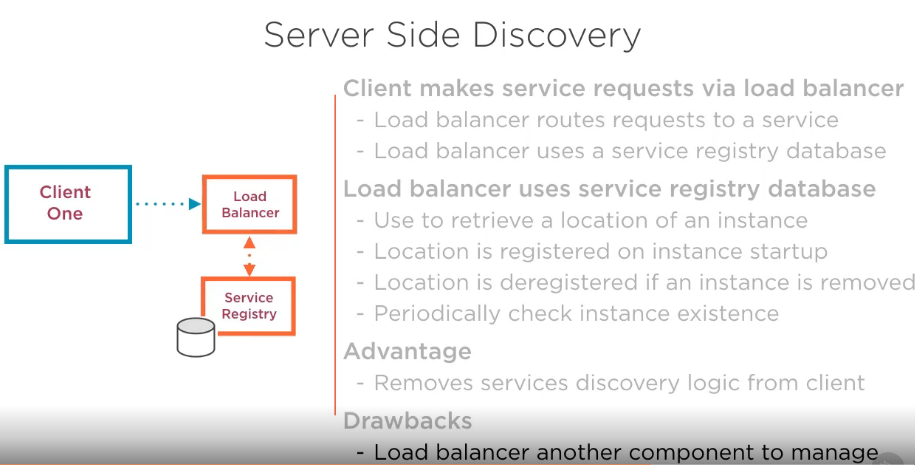 Server Side Discovery
Client makes service requests via load balancer
- Load balancer routes requests to a service
- Load balancer uses a service registry database
Load balancer uses service registry database
- Use to retrieve a location of an instance
- Location is registered on instance startup
- Location is deregistered if an instance is removed
- Periodically check instance existence
Advantage
- Removes services discovery logic from client
Drawbacks
- Load balancer another component to manage
Client
One
Load
Balancer
Service
Registry